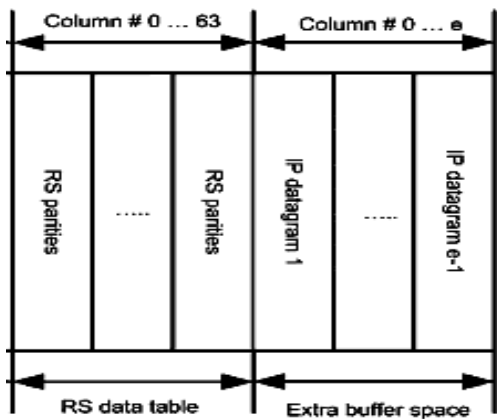 Column # 0 ... 63
Column # 0 ... e
RS parities
.....
RS parities
IP datagram 1
.....
IP datagram e-1
RS data table
Extra buffer space